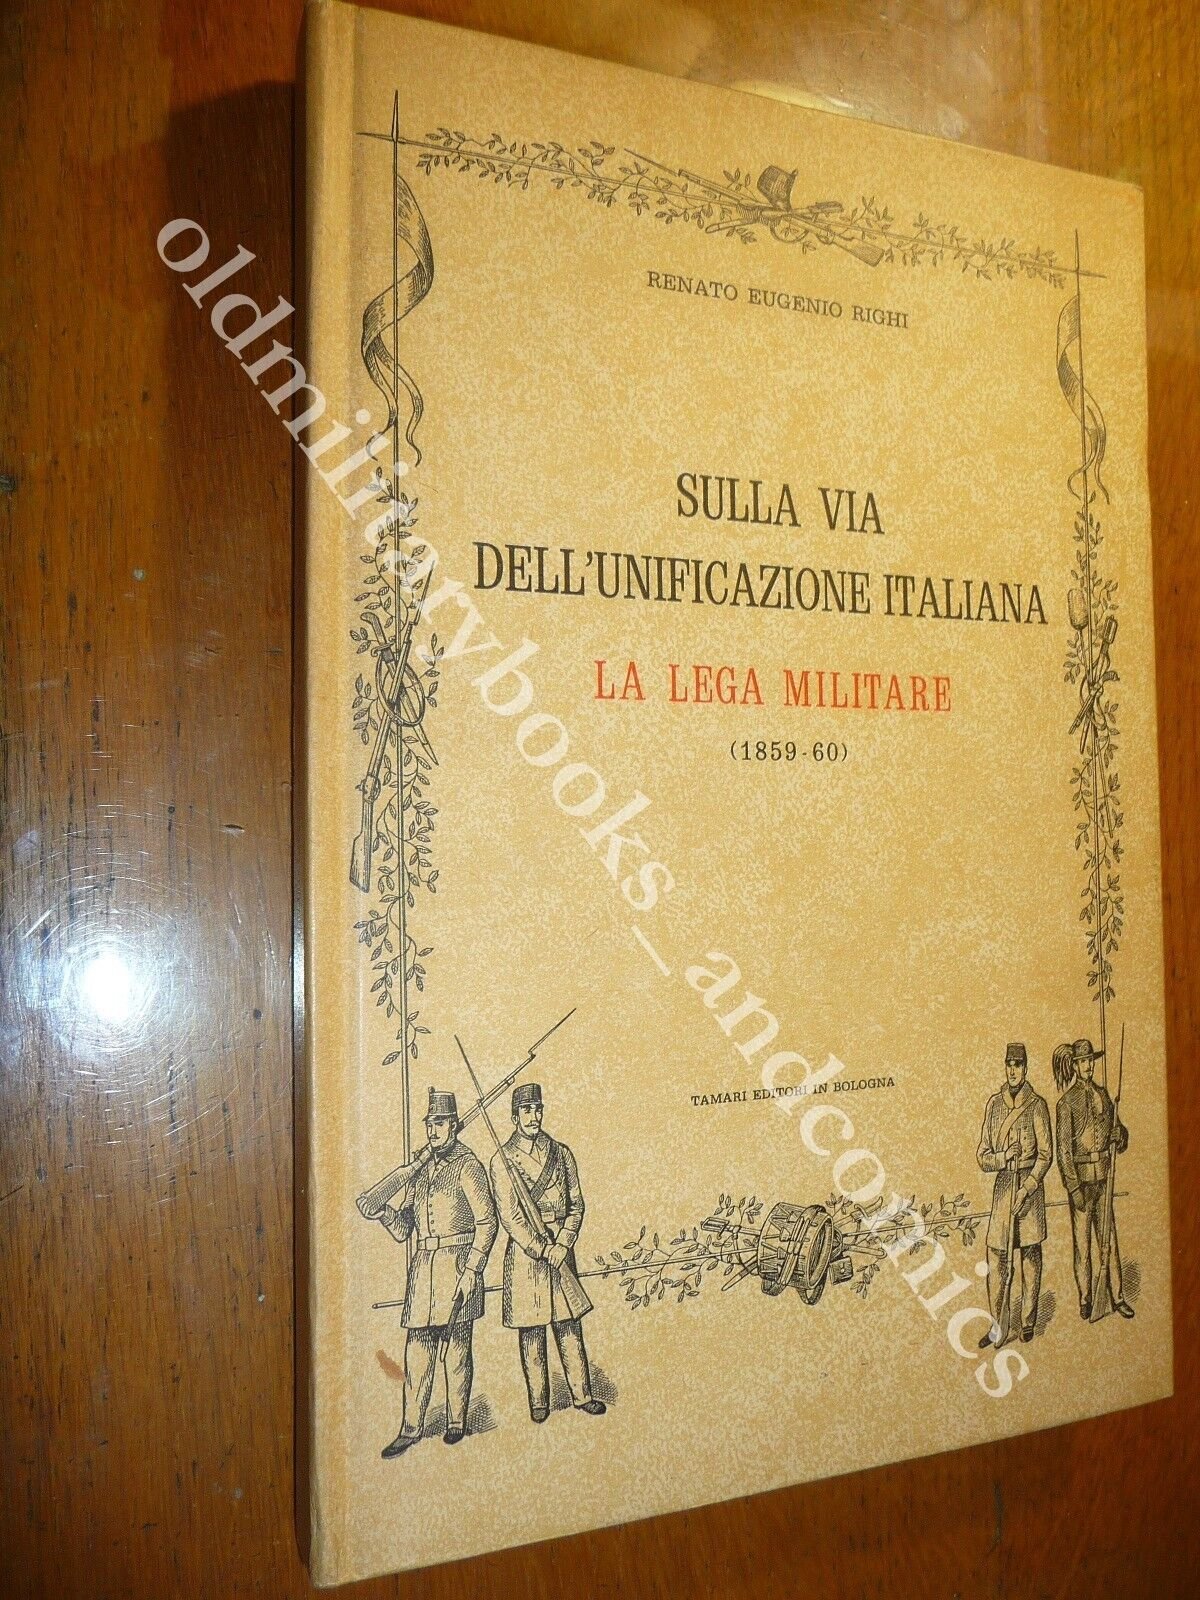 RENATO EUGENIO RIGHI
SULLA VIA
DELL'UNIFICAZIONE ITALIANA
LA LEGA MILITARE
(1859-60)
TAMARI EDITORI IN BOLOGNA
oldmilitarybooks_andcomics